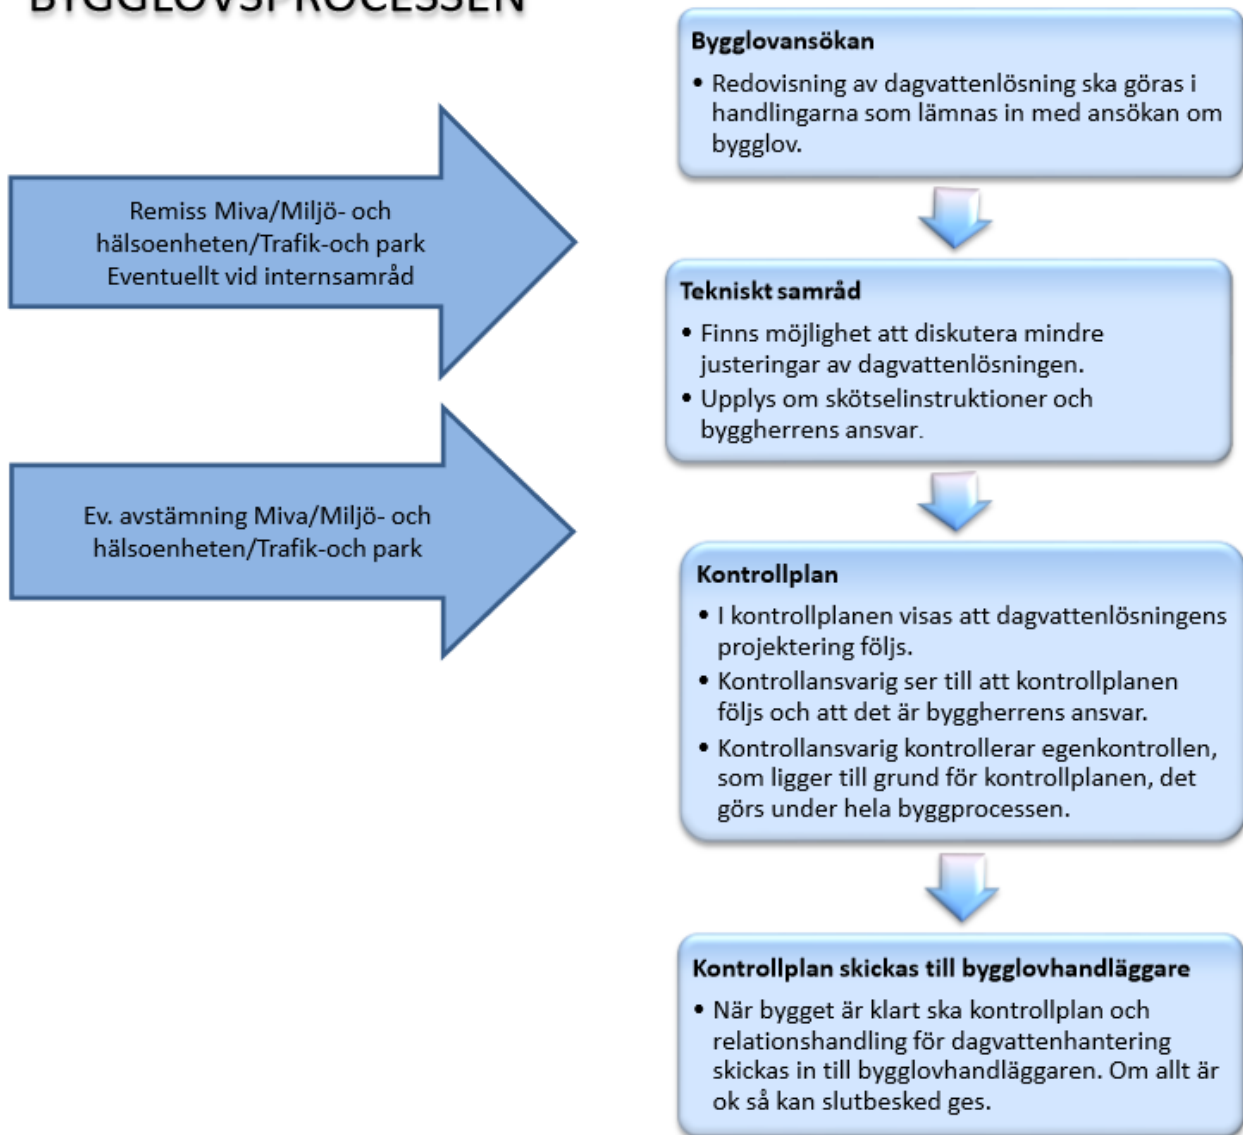 BYGGLOVSPROCESSEN
Remiss Miva/Miljö- och
hälsoenheten/Trafik-och park
Eventuellt vid internsamråd
Ev. avstämning Miva/Miljö- och
hälsoenheten/Trafik-och park
Bygglovansökan
• Redovisning av dagvattenlösning ska göras i
handlingarna som lämnas in med ansökan om
bygglov.
Tekniskt samråd
• Finns möjlighet att diskutera mindre
justeringar av dagvattenlösningen.
• Upplys om skötselinstruktioner och
byggherrens ansvar.
Kontrollplan
• I kontrollplanen visas att dagvattenlösningens
projektering följs.
• Kontrollansvarig ser till att kontrollplanen
följs och att det är byggherrens ansvar.
• Kontrollansvarig kontrollerar egenkontrollen,
som ligger till grund för kontrollplanen, det
görs under hela byggprocessen.
Kontrollplan skickas till bygglovhandläggare
• När bygget är klart ska kontrollplan och
relationshandling för dagvattenhantering
skickas in till bygglovhandläggaren. Om allt är
ok så kan slutbesked ges.